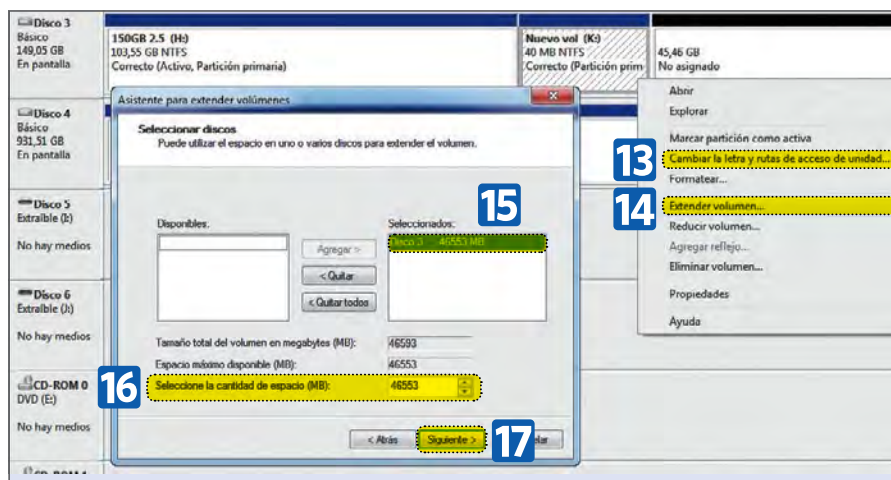 Disco 3
Básico
149,05 GB
En pantalla
150GB 2.5 (H:)
103,55 GB NTFS
Correcto (Activo, Partición primaria)
Nuevo vol (K:)
40 MB NTFS
Correcto (Partición prim
45,46 GB
No asignado
Disco 4
Básico
931,51 GB
En pantalla
Disco 5
Extraíble (I:)
No hay medios
Disco 6
Extraíble (J:)
No hay medios
CD-ROM 0
DVD (E:)
No hay medios
Asistente para extender volúmenes
Seleccionar discos
Puede utilizar el espacio en uno o varios discos para extender el volumen.
15
Disponibles:
Seleccionados:
Disco 3 46553 MB
Agregar >
< Quitar
< Quitar todos
Tamaño total del volumen en megabytes (MB): 46593
Espacio máximo disponible (MB): 46553
16 Seleccione la cantidad de espacio (MB): 46553
< Atrás Siguiente > 17
Abrir
Explorar
Marcar partición como activa
13 Cambiar la letra y rutas de acceso de unidad...
Formatear...
14 Extender volumen...
Reducir volumen...
Agregar reflejo...
Eliminar volumen...
Propiedades
Ayuda